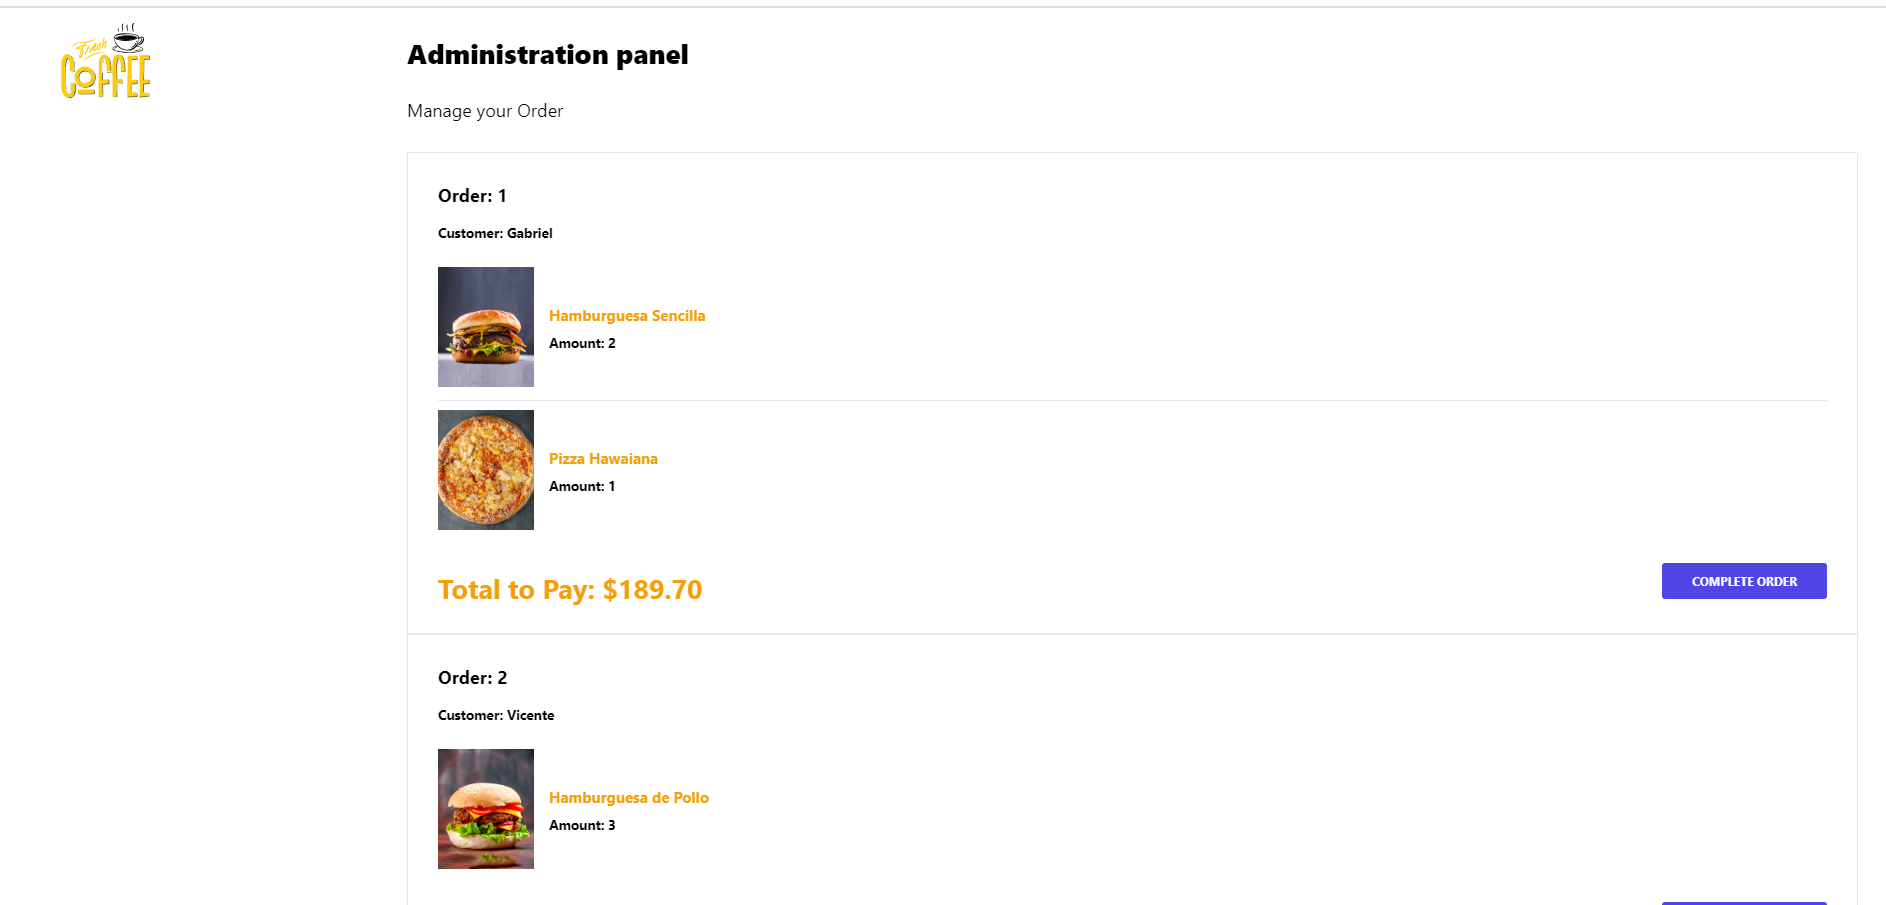 Fresh
COFFEE
Administration panel
Manage your Order
Order: 1
Customer: Gabriel
Hamburguesa Sencilla
Amount: 2
Pizza Hawaiana
Amount: 1
Total to Pay: $189.70
COMPLETE ORDER
Order: 2
Customer: Vicente
Hamburguesa de Pollo
Amount: 3